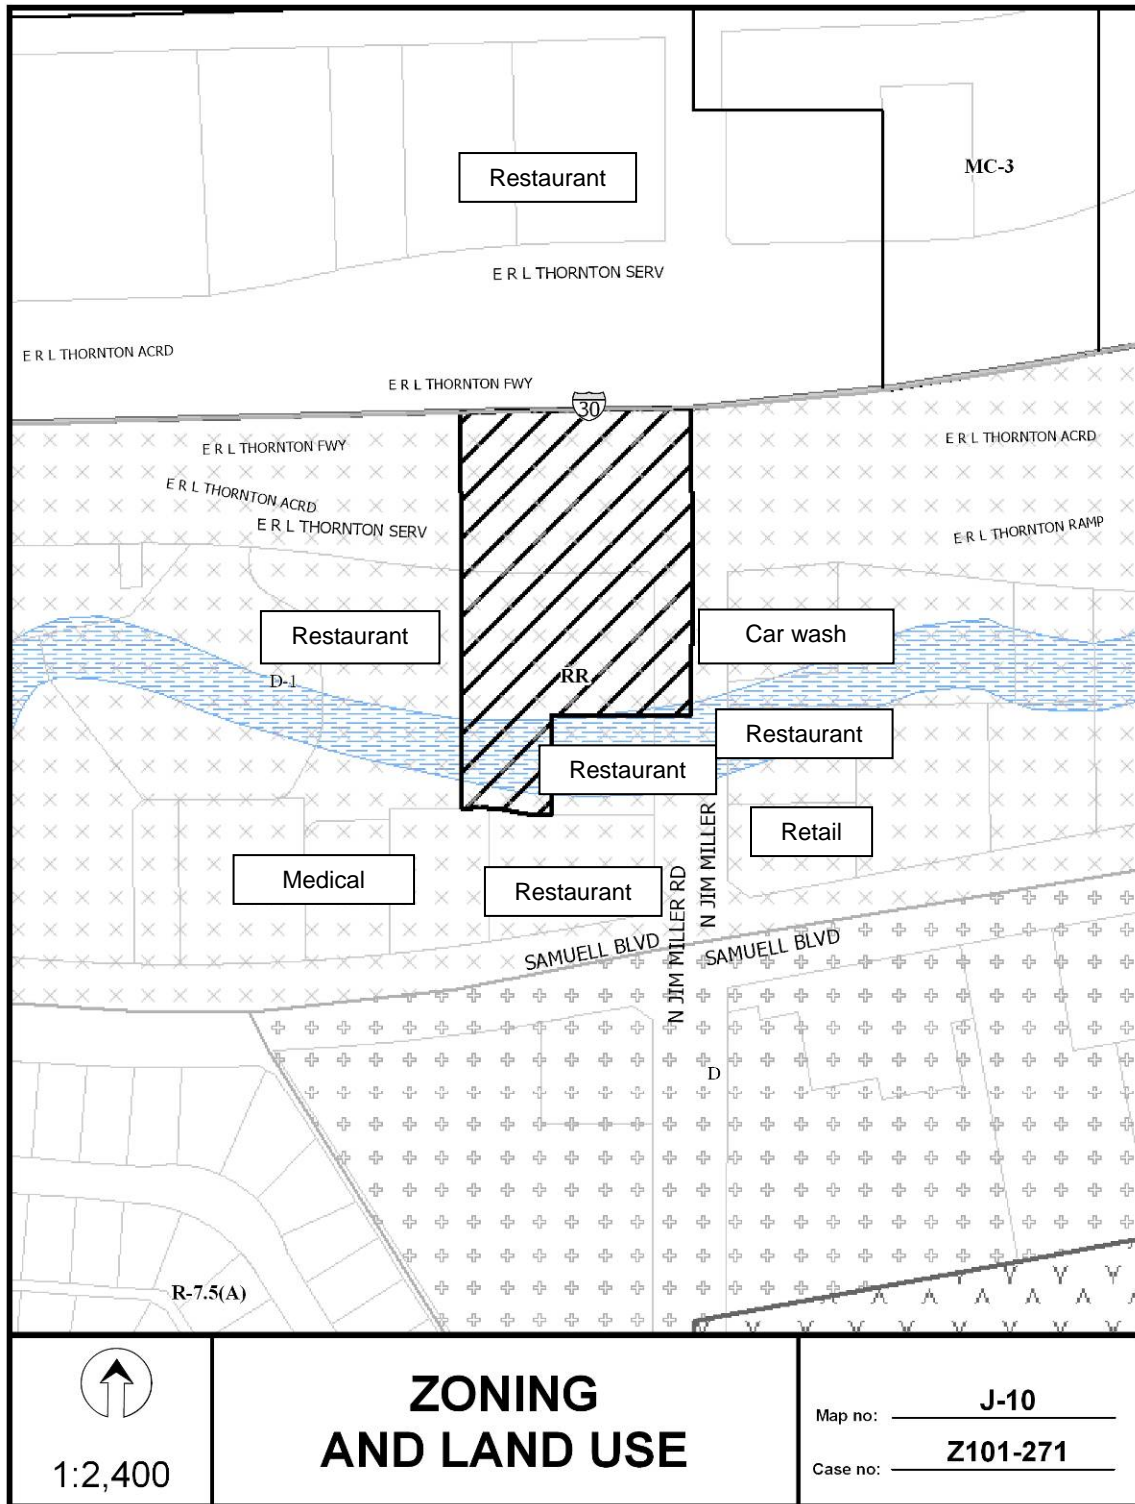 Restaurant
MC-3
E R L THORNTON SERV
E R L THORNTON ACRD
E R L THORNTON FWY
30
E R L THORNTON FWY
E R L THORNTON ACRD
E R L THORNTON ACRD
E R L THORNTON SERV
E R L THORNTON RAMP
Restaurant
Car wash
RR
D-1
Restaurant
Restaurant
Retail
N JIM MILLER
Medical
Restaurant
N JIM MILLER RD
SAMUELL BLVD
SAMUELL BLVD
D
R-7.5(A)
1:2,400
ZONING
AND LAND USE
Map no: J-10
Case no: Z101-271